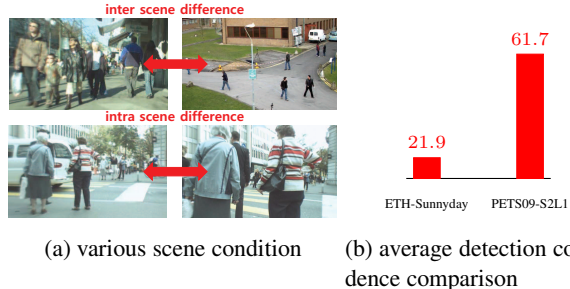 inter scene difference
intra scene difference
61.7
21.9
ETH-Sunnyday PETS09-S2L1
(a) various scene condition
(b) average detection co
dence comparison